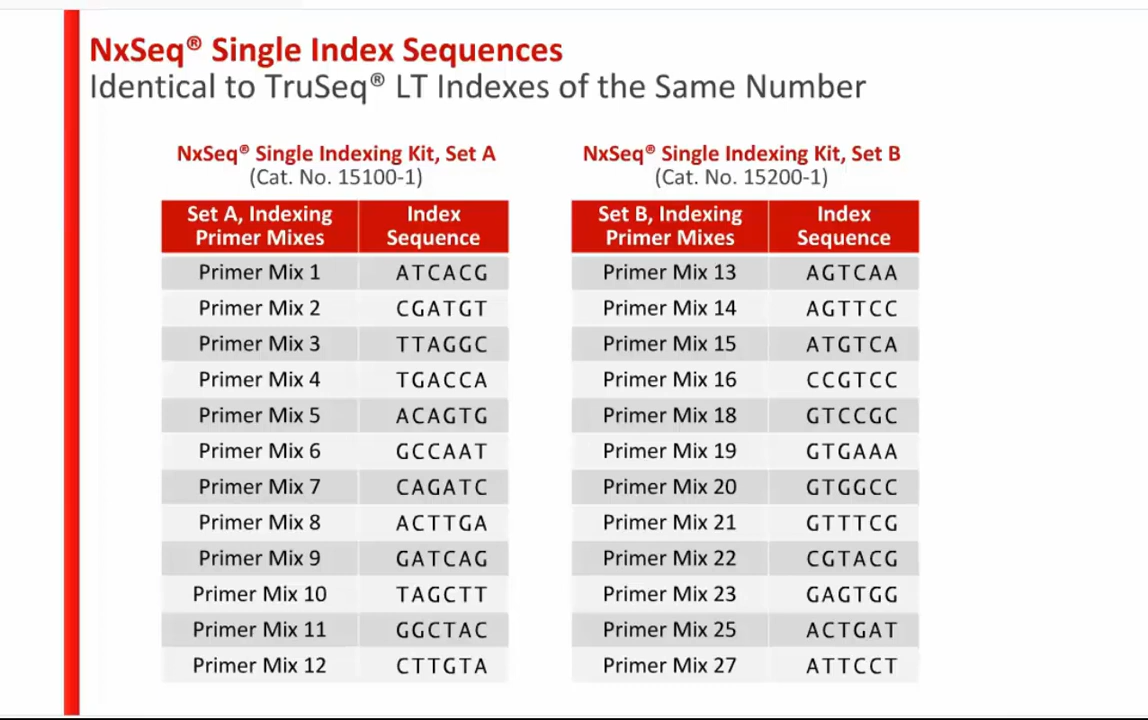 NxSeq® Single Index Sequences
Identical to TruSeq® LT Indexes of the Same Number
NxSeq® Single Indexing Kit, Set A
(Cat. No. 15100-1)
Set A, Indexing Primer Mixes Index Sequence
Primer Mix 1 ATCACG
Primer Mix 2 CGATGT
Primer Mix 3 TTAGGC
Primer Mix 4 TGACCA
Primer Mix 5 ACAGTG
Primer Mix 6 GCCAAT
Primer Mix 7 CAGATC
Primer Mix 8 ACTTGA
Primer Mix 9 GATCAG
Primer Mix 10 TAGCTT
Primer Mix 11 GGCTAC
Primer Mix 12 CTTGTA
NxSeq® Single Indexing Kit, Set B
(Cat. No. 15200-1)
Set B, Indexing Primer Mixes Index Sequence
Primer Mix 13 AGTCAA
Primer Mix 14 AGTTCC
Primer Mix 15 ATGTCA
Primer Mix 16 CCGTCC
Primer Mix 18 GTCCGC
Primer Mix 19 GTGAAA
Primer Mix 20 GTGGCC
Primer Mix 21 GTTTCG
Primer Mix 22 CGTACG
Primer Mix 23 GAGTGG
Primer Mix 25 ACTGAT
Primer Mix 27 ATTCCT